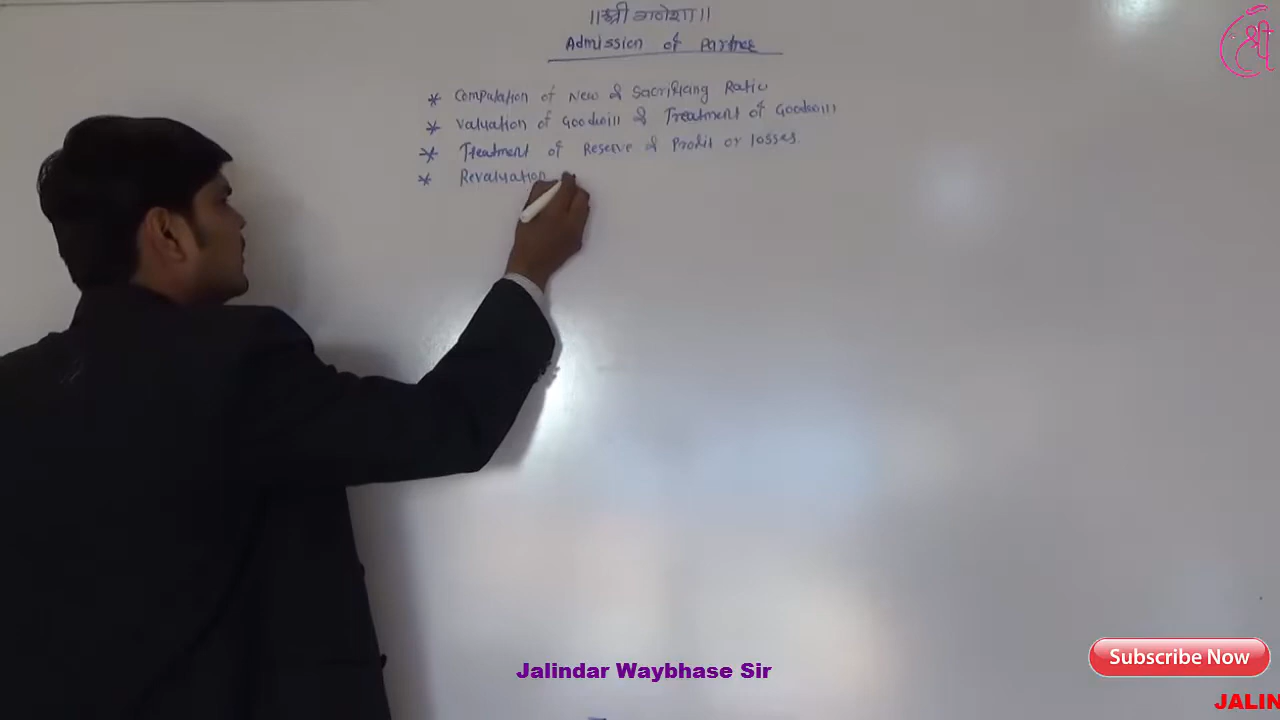 ॥ श्री गणेशा ॥
Admission of Partner
* Computation of New & Sacrificing Ratio
* Valuation of Goodwill & Treatment of Goodwill
* Treatment of Reserve & Profit or losses.
* Revaluation
श्री
Subscribe Now
Jalindar Waybhase Sir
JALIN